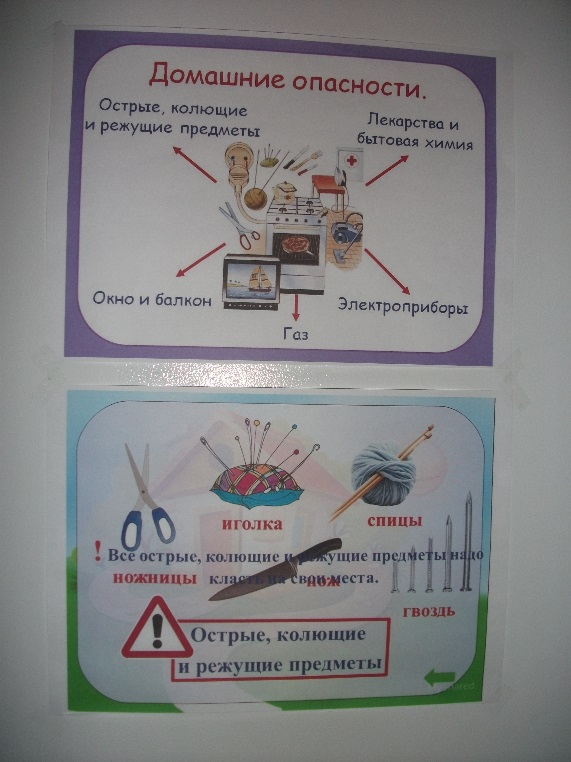 Домашние опасности.
Острые, колющие
и режущие предметы
Лекарства и
бытовая химия
Окно и балкон
Электроприборы
Газ
иголка
спицы
! Все острые, колющие и режущие предметы надо
ножницы класть на свои места.
нож
гвоздь
!
Острые, колющие
и режущие предметы